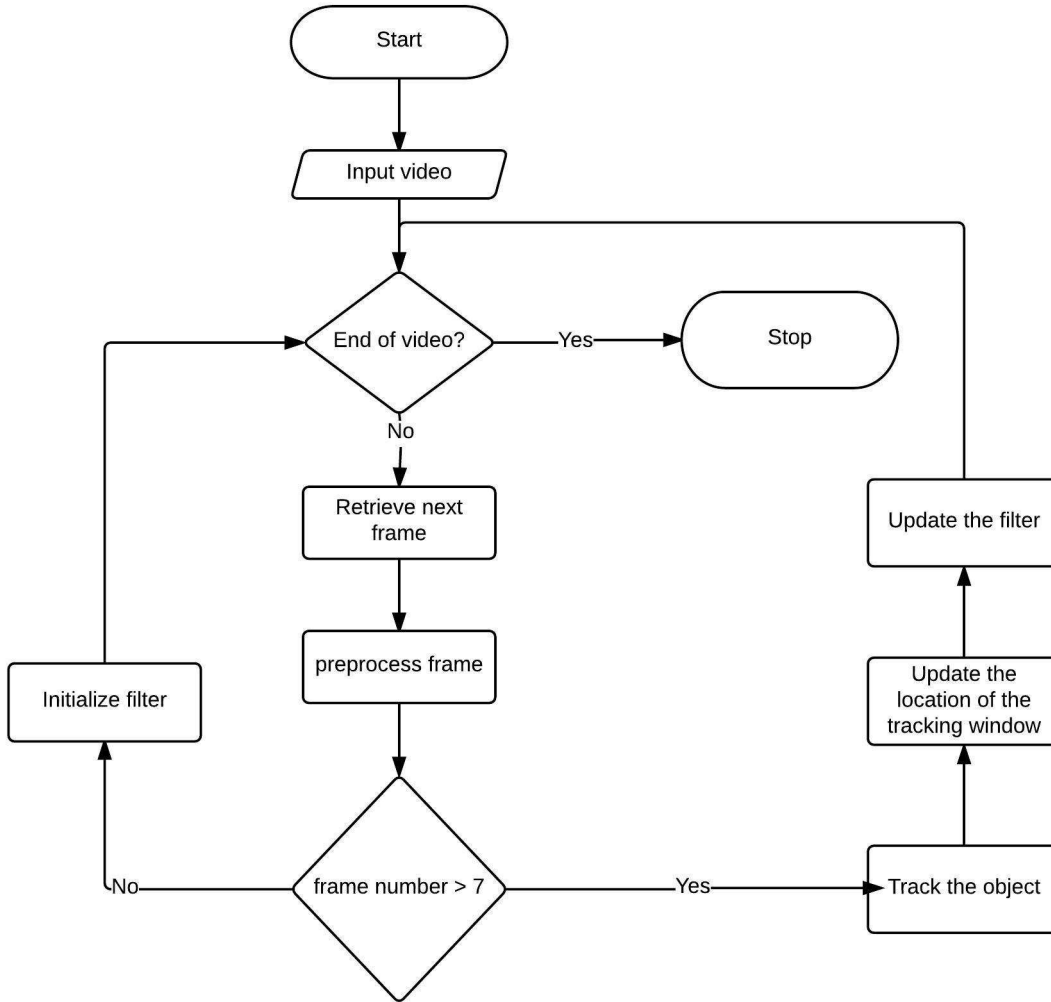 Start
Input video
End of video?
Yes
Stop
No
Retrieve next
frame
Update the filter
preprocess frame
Initialize filter
Update the
location of the
tracking window
No
frame number > 7
Yes
Track the object